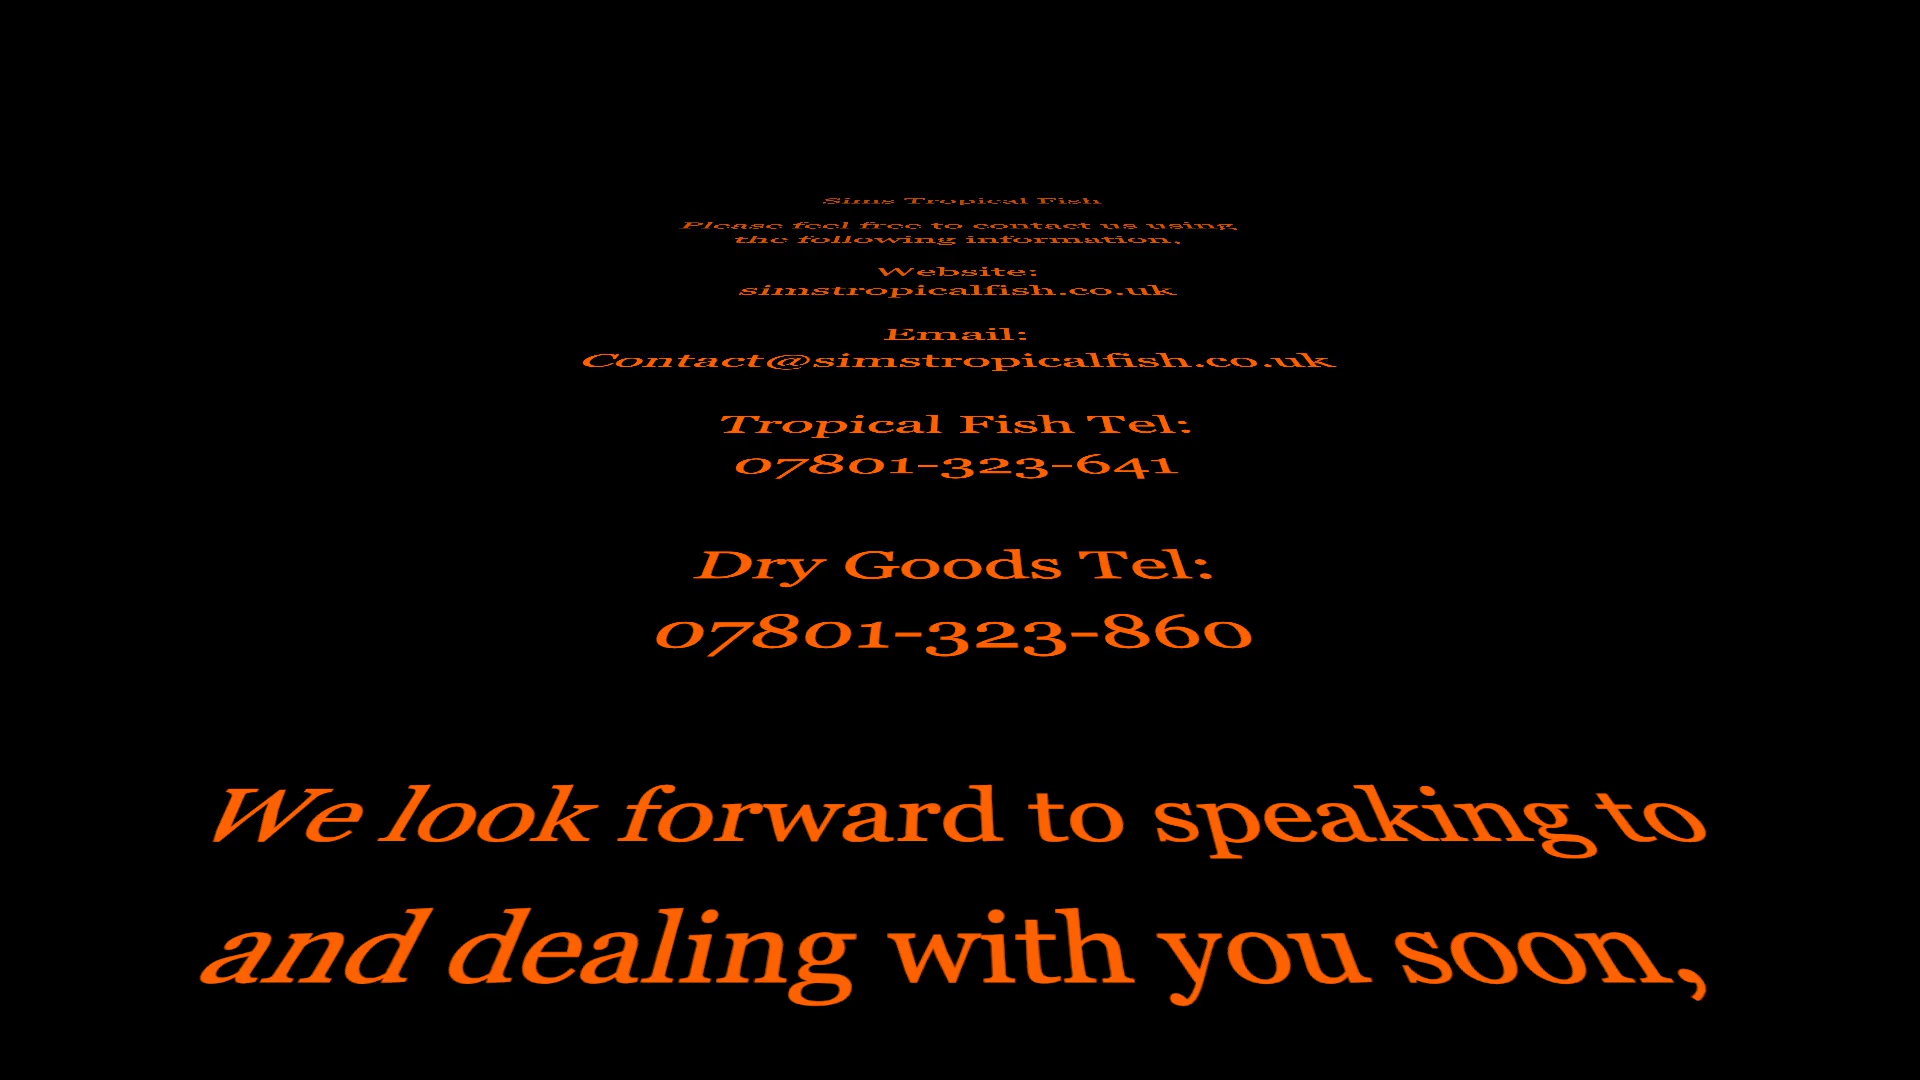 Sims Tropical Fish
Please feel free to contact us using
the following information,
Website:
simstropicalfish.co.uk
Email:
Contact@simstropicalfish.co.uk
Tropical Fish Tel:
07801-323-641
Dry Goods Tel:
07801-323-860
We look forward to speaking to
and dealing with you soon,